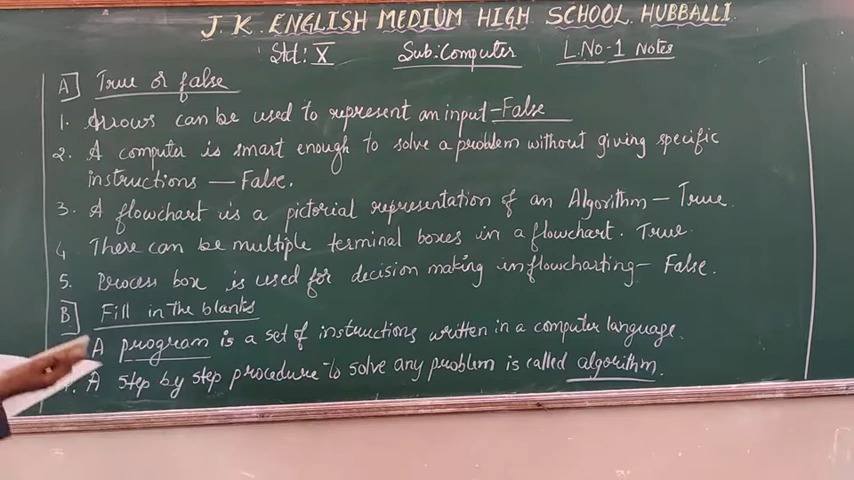 J. K. ENGLISH MEDIUM HIGH SCHOOL. HUBBALLI.
Std: X Sub: Computer L.No-1 Notes
A] True or false
1. Arrows can be used to represent an input - False
2. A computer is smart enough to solve a problem without giving specific
instructions — False.
3. A flowchart is a pictorial representation of an Algorithm — True.
4. There can be multiple terminal boxes in a flowchart. True.
5. Process box is used for decision making in flowcharting — False.
B] Fill in the blanks
A program is a set of instructions written in a computer language.
A step by step procedure to solve any problem is called algorithm.